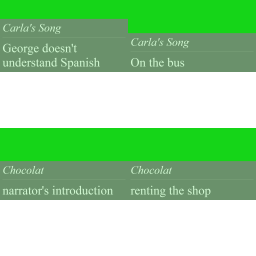 Carla's Song
George doesn't
understand Spanish
Carla's Song
On the bus
Chocolat
narrator's introduction
Chocolat
renting the shop